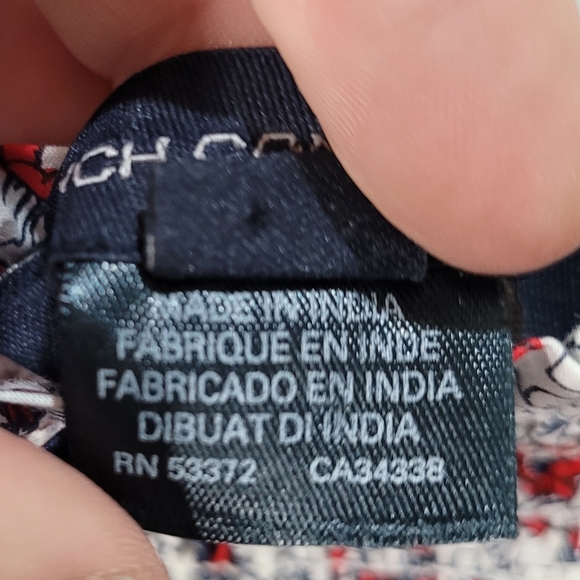 MADE IN INDIA
FABRIQUE EN INDE
FABRICADO EN INDIA
DIBUAT DI INDIA
RN 53372 CA34338